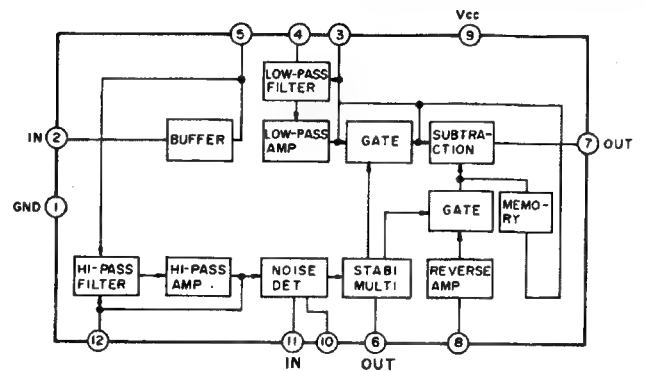 Vcc
5 4 3 9
LOW-PASS
FILTER
IN 2 BUFFER
LOW-PASS
AMP
GATE
SUBTRA-
CTION
7 OUT
GND 1
GATE
MEMO-
RY
HI-PASS
FILTER
HI-PASS
AMP.
NOISE
DET
STABI
MULTI
REVERSE
AMP
12 11 10 6 8
IN OUT